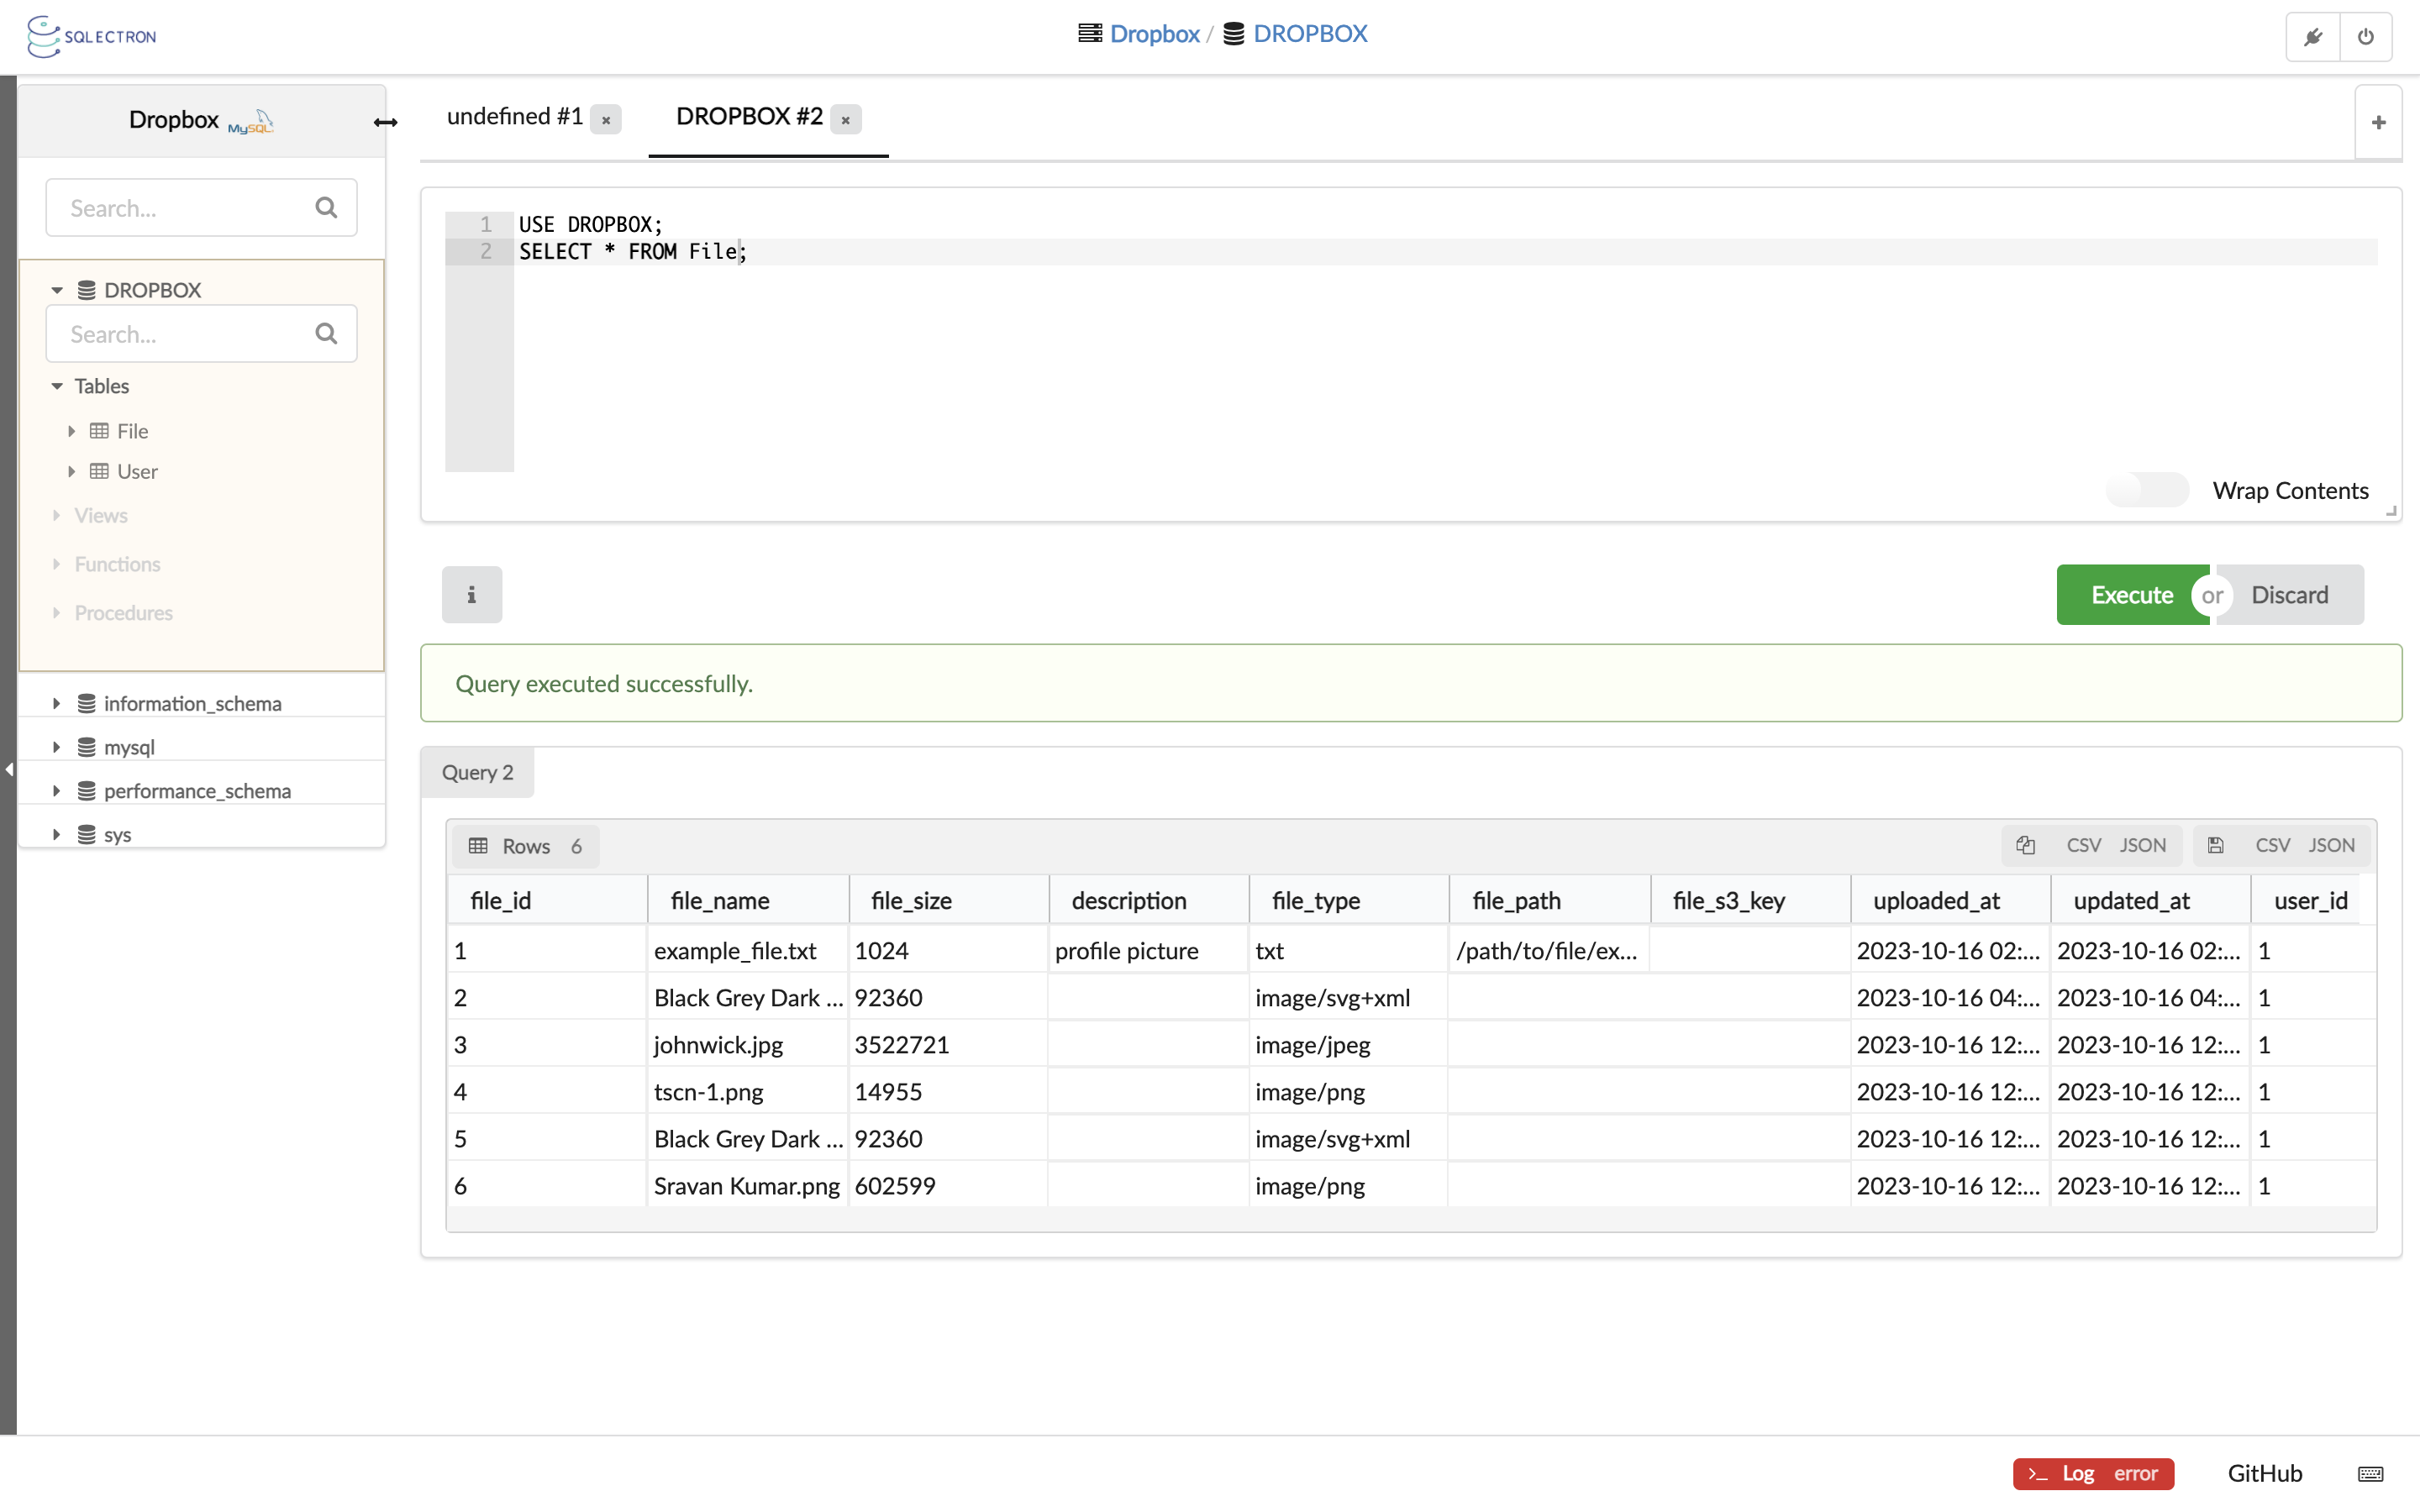 SQLECTRON
Dropbox / DROPBOX
Dropbox MySQL
undefined #1
DROPBOX #2
Search...
1 USE DROPBOX;
2 SELECT * FROM File;
DROPBOX
Search...
Tables
File
User
Views
Functions
Procedures
information_schema
mysql
performance_schema
sys
Wrap Contents
Execute or Discard
Query executed successfully.
Query 2
Rows 6 CSV JSON CSV JSON
file_id file_name file_size description file_type file_path file_s3_key uploaded_at updated_at user_id
1 example_file.txt 1024 profile picture txt /path/to/file/ex... 2023-10-16 02:... 2023-10-16 02:... 1
2 Black Grey Dark ... 92360 image/svg+xml 2023-10-16 04:... 2023-10-16 04:... 1
3 johnwick.jpg 3522721 image/jpeg 2023-10-16 12:... 2023-10-16 12:... 1
4 tscn-1.png 14955 image/png 2023-10-16 12:... 2023-10-16 12:... 1
5 Black Grey Dark ... 92360 image/svg+xml 2023-10-16 12:... 2023-10-16 12:... 1
6 Sravan Kumar.png 602599 image/png 2023-10-16 12:... 2023-10-16 12:... 1
>_ Log error GitHub